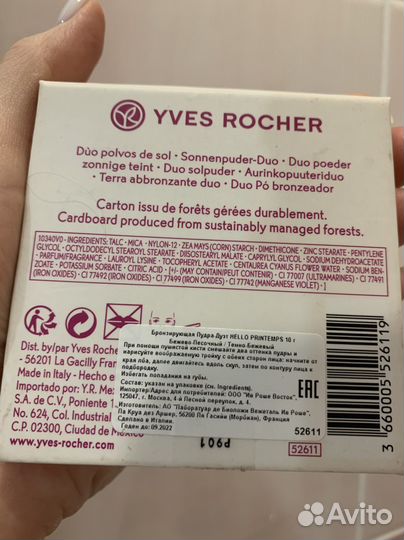 YVES ROCHER
Dùo polvos de sol • Sonnenpuder-Duo • Duo poeder
zonnige teint • Duo solpuder • Aurinkopuuteriduo
• Terra abbronzante duo • Duo Pó bronzeador
Carton issu de forêts gérées durablement.
Cardboard produced from sustainably managed forests.
10340V0 - INGREDIENTS: TALC • MICA • NYLON-12 • ZEA MAYS (CORN) STARCH • DIMETHICONE • ZINC STEARATE • PENTYLENE
GLYCOL • OCTYLDODECYL STEAROYL STEARATE • DIISOSTEARYL MALATE • CAPRYLYL GLYCOL • SODIUM DEHYDROACETATE
• PARFUM/FRAGRANCE • LAUROYL LYSINE • TOCOPHERYL ACETATE • CENTAUREA CYANUS FLOWER WATER • SODIUM BEN-
ZOATE • POTASSIUM SORBATE • CITRIC ACID • [+/- (MAY CONTAIN/PEUT CONTENIR) • CI 77007 (ULTRAMARINES) • CI 77491
(IRON OXIDES) • CI 77492 (IRON OXIDES) • CI 77499 (IRON OXIDES) • CI 77742 (MANGANESE VIOLET) • ]
Бронзирующая Пудра-Дуэт HELLO PRINTEMPS 10 г
Бежево-Песочный / Темно-Бежевый
При помощи пушистой кисти смешайте два оттенка пудры и
нарисуйте воображаемую тройку с обеих сторон лица: начните от
края лба, далее двигайтесь вдоль скул, затем по контуру лица к
подбородку.
Избегать попадания на губы.
Состав: указан на упаковке (см. Ingredients).
Импортер/Адрес для потребителей: ООО "Ив Роше Восток",
125047, г. Москва, 4-й Лесной переулок, д. 4.
Изготовитель: АО "Лаборатуар де Биоложи Вежеталь Ив Роше",
Ла Круа дез Аршер, 56200 Ля Гасийи (Морбиан), Франция
Сделано в Италии.
Годен до 09.2022
EAC
52611
Dist. by/par Yves Rocher
- 56201 La Gacilly Fran
Made in Italy - Hecho e
Importado por: Y.R. Me
S.A. de C.V., Poniente 1
No. 624, Col. Industrial
C.P. 02300, Ciudad de México
www.yves-rocher.com
P901
52611
3 660005 526119
Avito